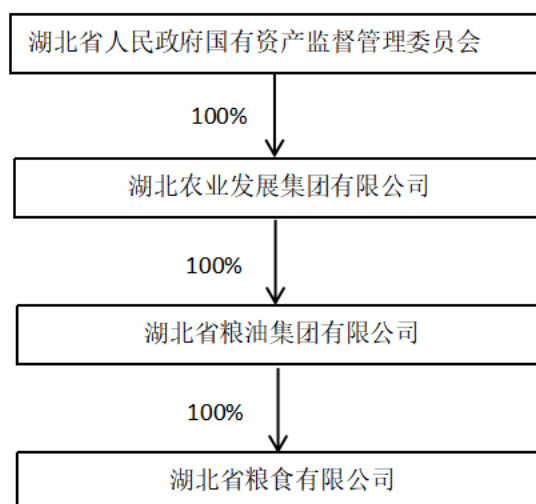 湖北省人民政府国有资产监督管理委员会
100%
湖北农业发展集团有限公司
100%
湖北省粮油集团有限公司
100%
湖北省粮食有限公司